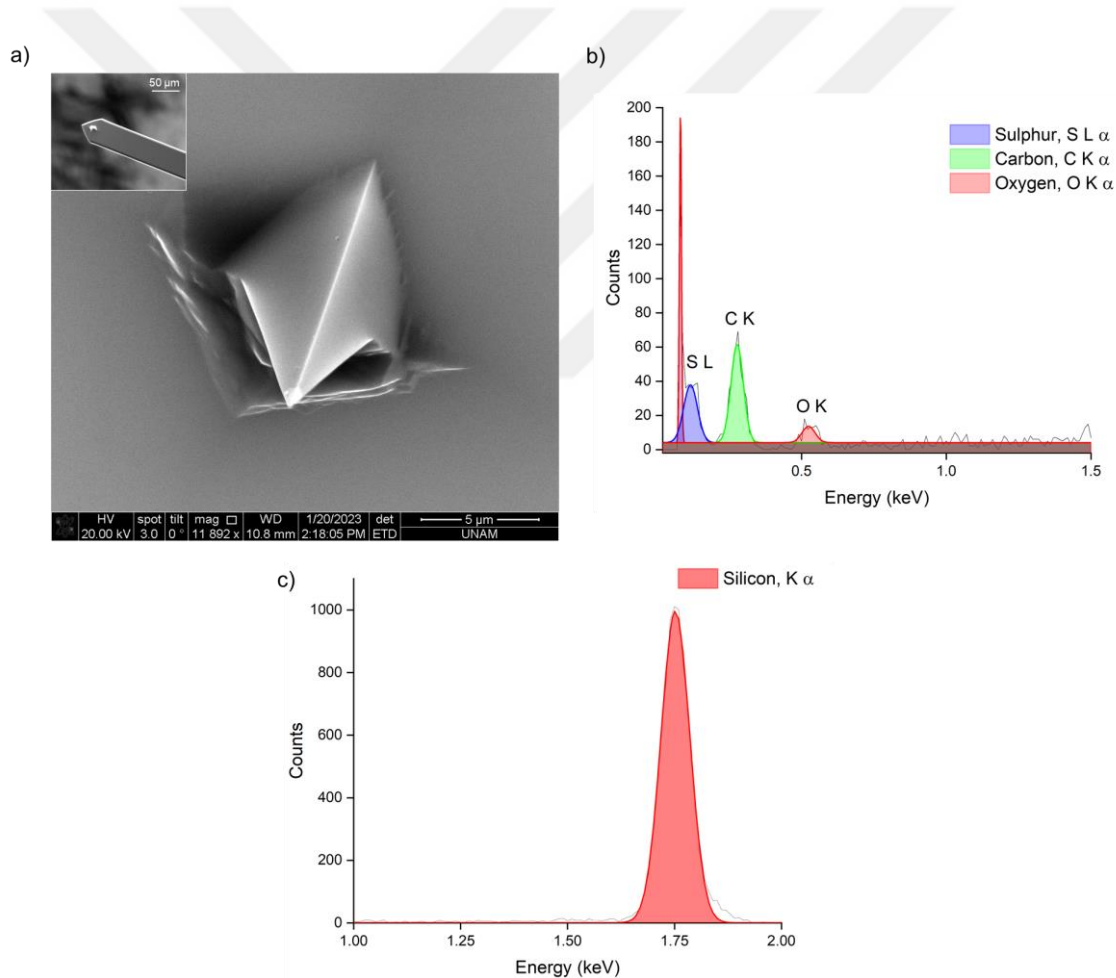 a)
50 µm
HV spot tilt mag WD 1/20/2023 det 5 µm
20.00 kV 3.0 0 ° 11 892 x 10.8 mm 2:18:05 PM ETD UNAM
b)
200
180
160
140
120
100
80
60
40
20
0
Counts
Sulphur, S L α
Carbon, C K α
Oxygen, O K α
S L
C K
O K
0.5 1.0 1.5
Energy (keV)
c)
Silicon, K α
1000
800
600
400
200
0
Counts
1.00 1.25 1.50 1.75 2.00
Energy (keV)